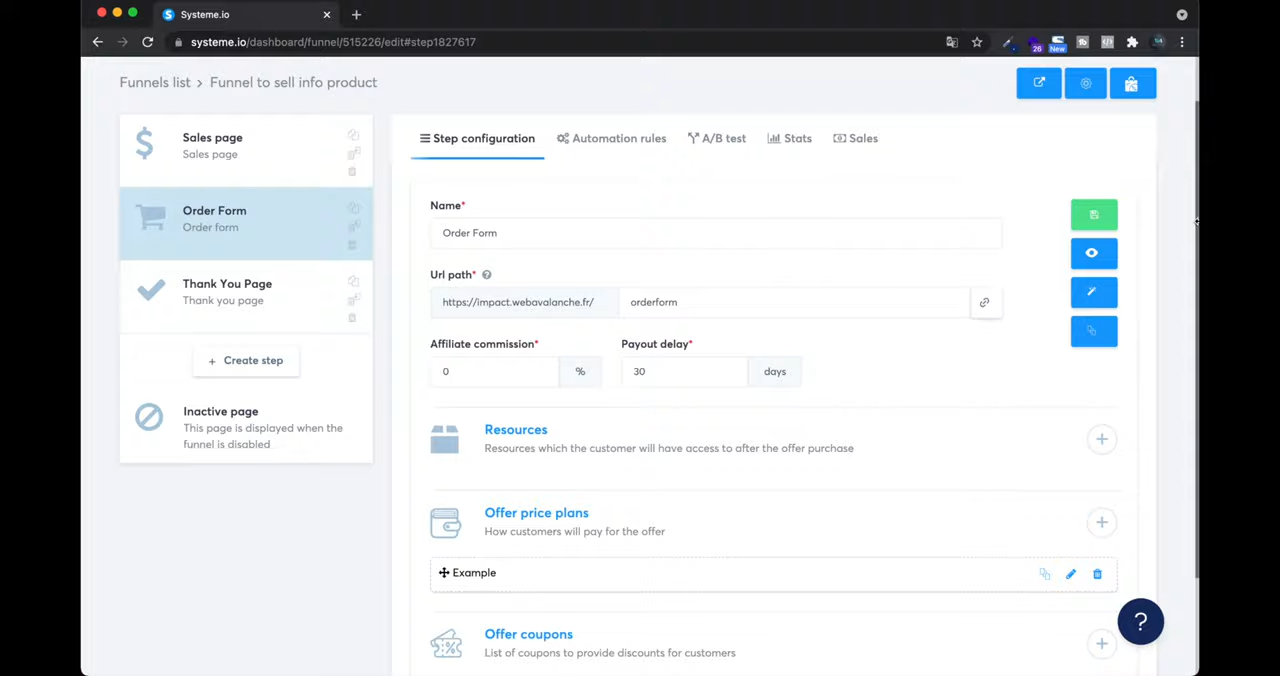 Systeme.io
systeme.io/dashboard/funnel/515226/edit#step1827617
26
New
Funnels list > Funnel to sell info product
Sales page
Sales page
Order Form
Order form
Thank You Page
Thank you page
+ Create step
Inactive page
This page is displayed when the
funnel is disabled
Step configuration
Automation rules
A/B test
Stats
Sales
Name*
Order Form
Url path* ?
https://impact.webavalanche.fr/
orderform
Affiliate commission*
Payout delay*
0
%
30
days
Resources
Resources which the customer will have access to after the offer purchase
Offer price plans
How customers will pay for the offer
Example
Offer coupons
List of coupons to provide discounts for customers
?